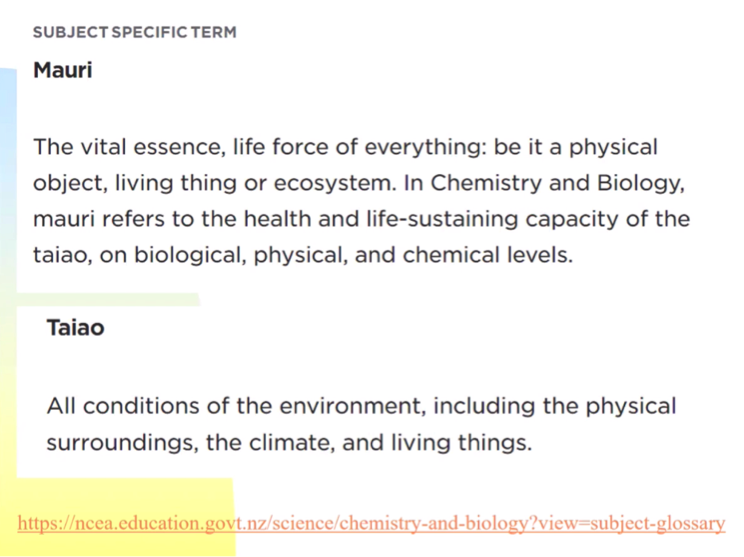 SUBJECT SPECIFIC TERM
Mauri
The vital essence, life force of everything: be it a physical
object, living thing or ecosystem. In Chemistry and Biology,
mauri refers to the health and life-sustaining capacity of the
taiao, on biological, physical, and chemical levels.
Taiao
All conditions of the environment, including the physical
surroundings, the climate, and living things.
https://ncea.education.govt.nz/science/chemistry-and-biology?view=subject-glossary